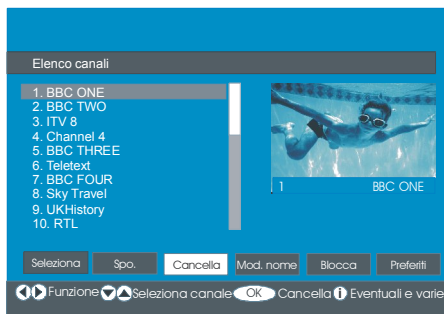 Elenco canali
1. BBC ONE
2. BBC TWO
3. ITV 8
4. Channel 4
5. BBC THREE
6. Teletext
7. BBC FOUR
8. Sky Travel
9. UKHistory
10. RTL
1 BBC ONE
Seleziona Spo. Cancella Mod. nome Blocca Preferiti
Funzione Seleziona canale OK Cancella i Eventuali e varie